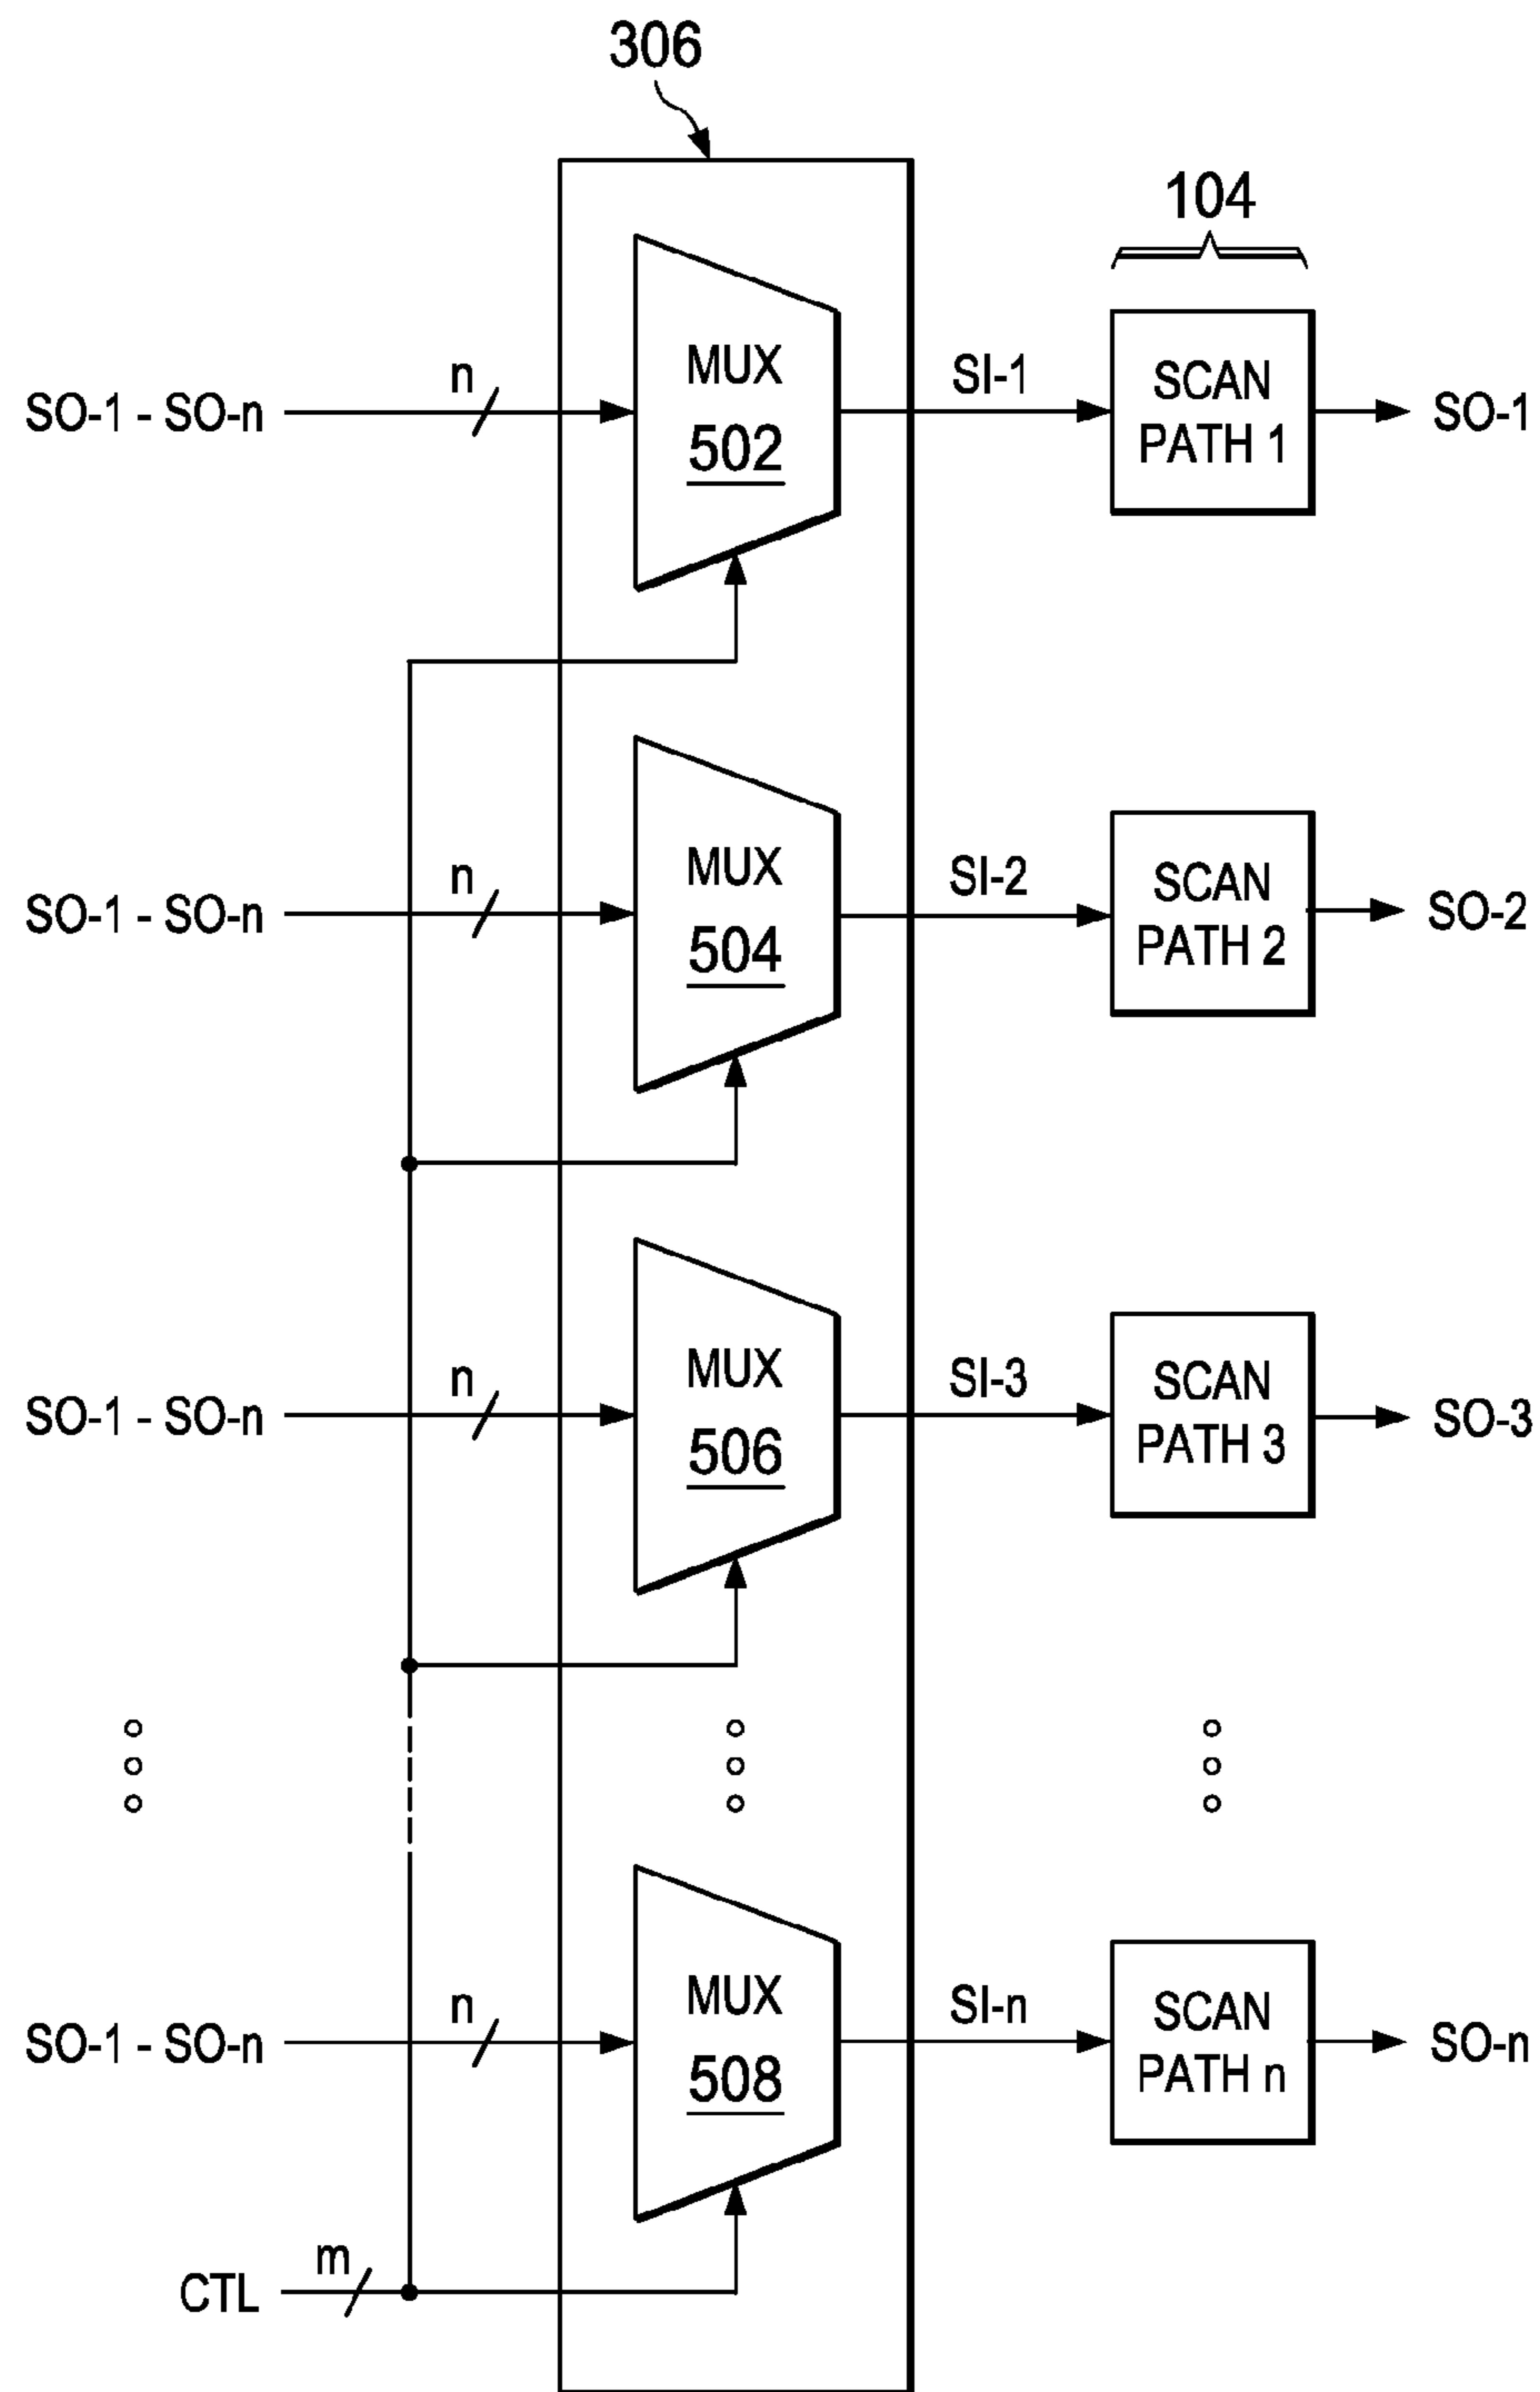 306
104
n
MUX
502
SI-1
SCAN
PATH 1
SO-1 - SO-n
SO-1
n
MUX
504
SI-2
SCAN
PATH 2
SO-1 - SO-n
SO-2
n
MUX
506
SI-3
SCAN
PATH 3
SO-1 - SO-n
SO-3
n
MUX
508
SI-n
SCAN
PATH n
SO-1 - SO-n
SO-n
m
CTL